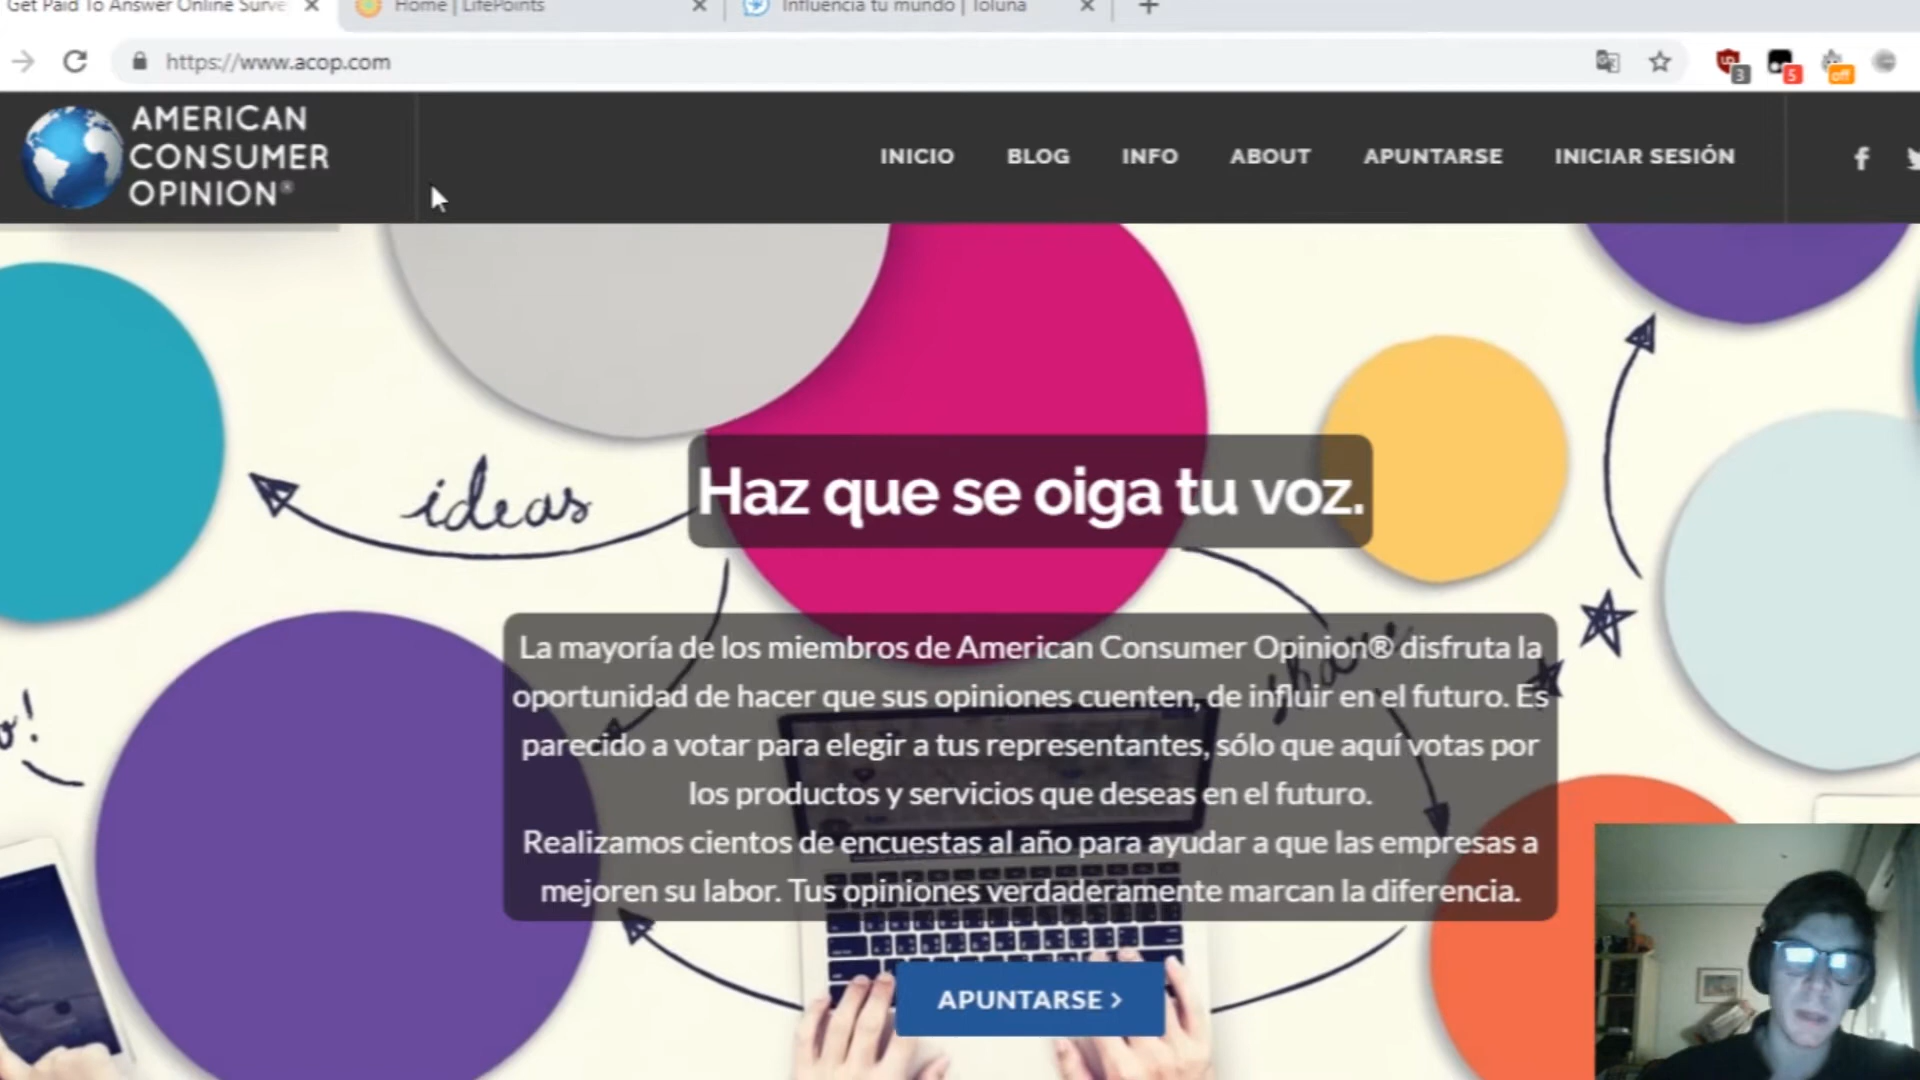 Get Paid To Answer Online Surve
Home | LifePoints
Influencia tu mundo | Toluna
https://www.acop.com
3
5
off
AMERICAN
CONSUMER
OPINION®
INICIO BLOG INFO ABOUT APUNTARSE INICIAR SESIÓN
ideas
Haz que se oiga tu voz.
share
La mayoría de los miembros de American Consumer Opinion® disfruta la
oportunidad de hacer que sus opiniones cuenten, de influir en el futuro. Es
parecido a votar para elegir a tus representantes, sólo que aquí votas por
los productos y servicios que deseas en el futuro.
Realizamos cientos de encuestas al año para ayudar a que las empresas a
mejoren su labor. Tus opiniones verdaderamente marcan la diferencia.
APUNTARSE >